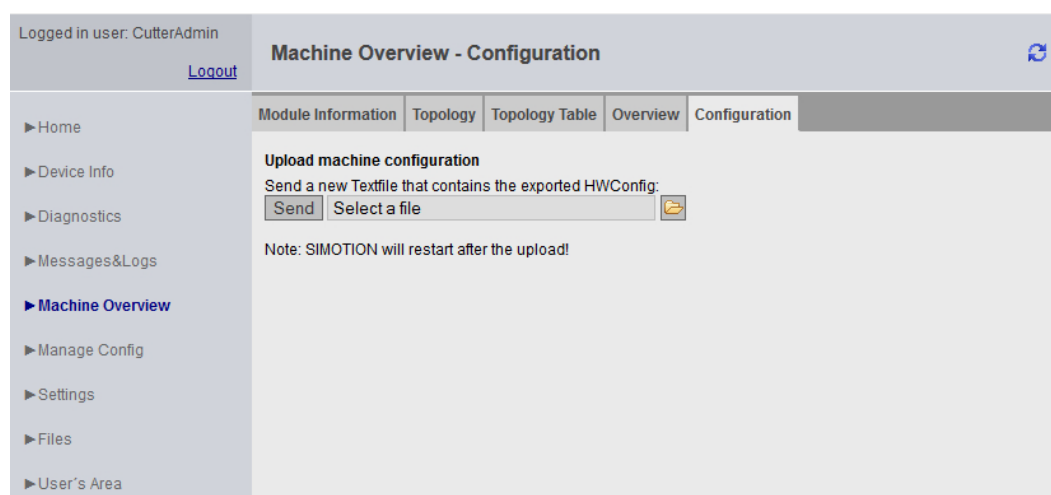 Logged in user: CutterAdmin
Logout
Machine Overview - Configuration
Module Information Topology Topology Table Overview Configuration
►Home
►Device Info
►Diagnostics
►Messages&Logs
►Machine Overview
►Manage Config
►Settings
►Files
►User´s Area
Upload machine configuration
Send a new Textfile that contains the exported HWConfig:
Send Select a file
Note: SIMOTION will restart after the upload!